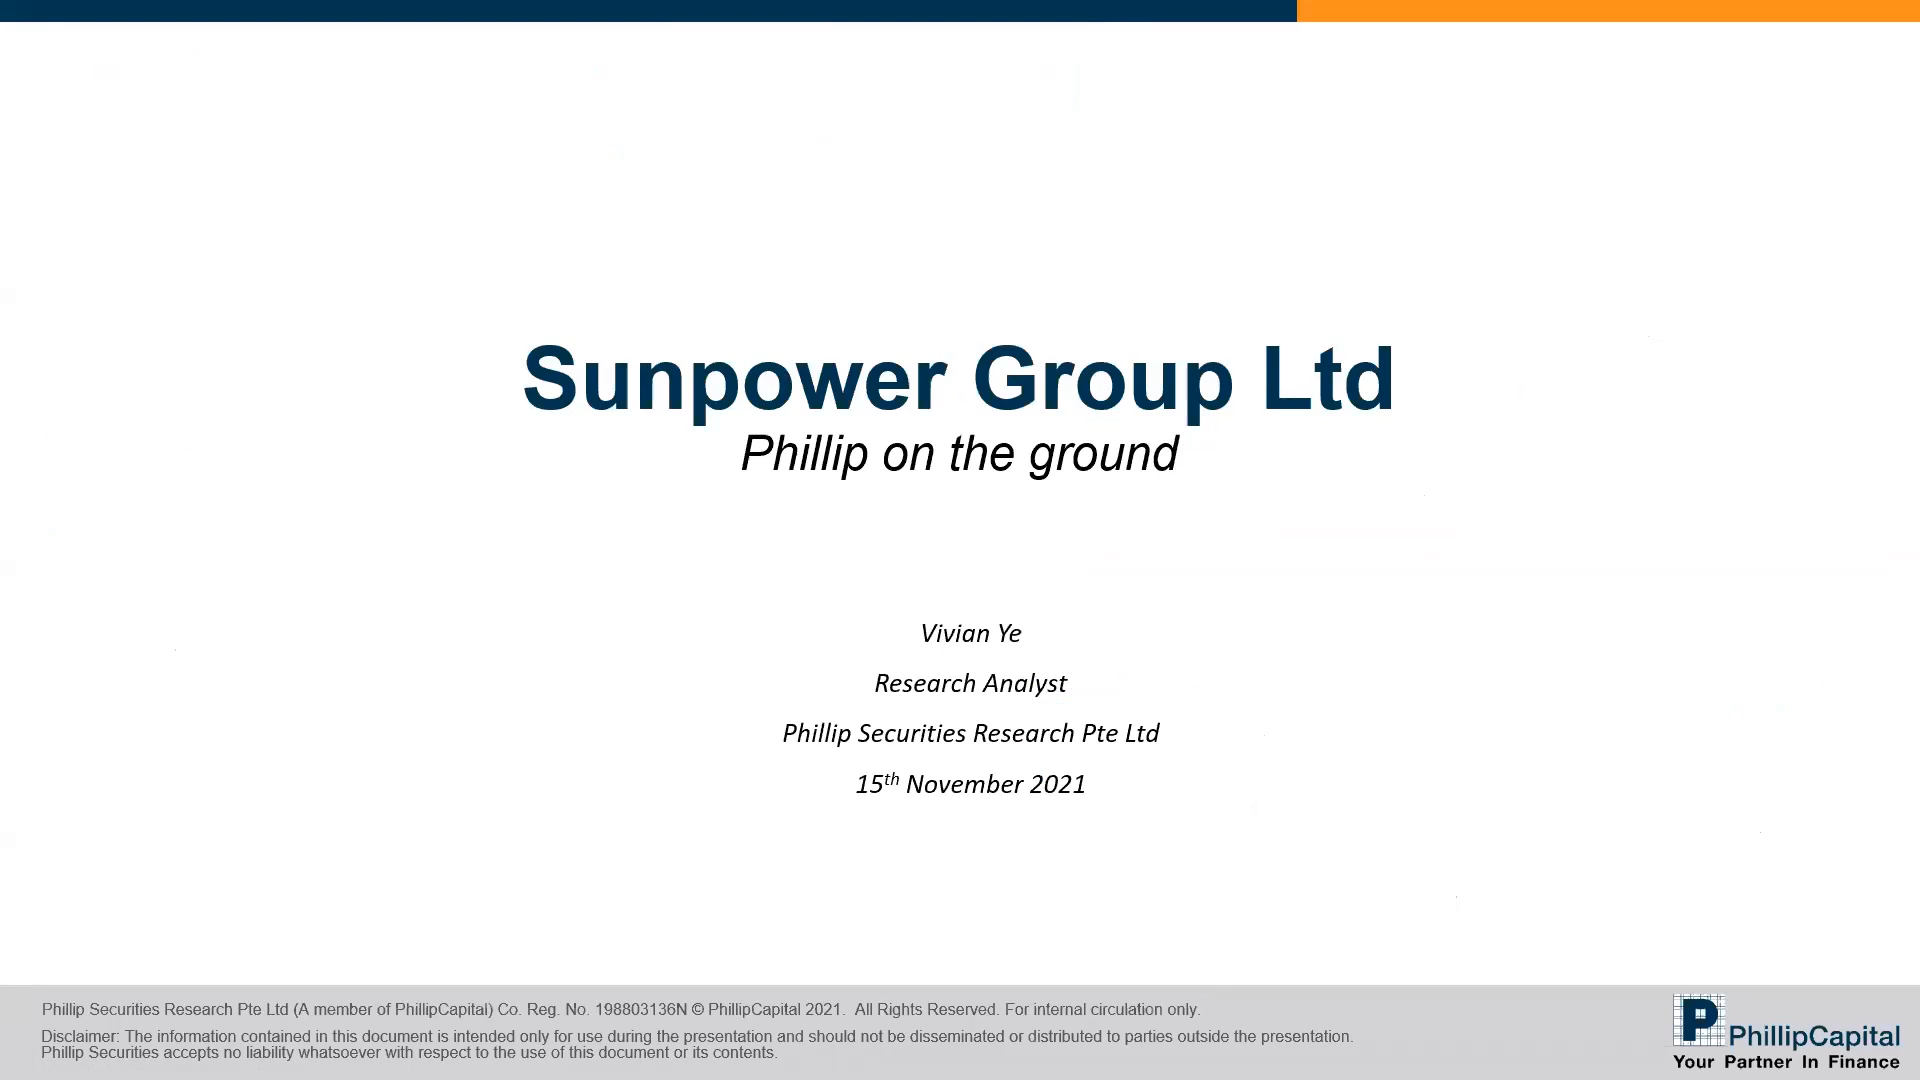 Sunpower Group Ltd
Phillip on the ground
Vivian Ye
Research Analyst
Phillip Securities Research Pte Ltd
15th November 2021
Phillip Securities Research Pte Ltd (A member of PhillipCapital) Co. Reg. No. 198803136N © PhillipCapital 2021.  All Rights Reserved. For internal circulation only.
Disclaimer: The information contained in this document is intended only for use during the presentation and should not be disseminated or distributed to parties outside the presentation.
Phillip Securities accepts no liability whatsoever with respect to the use of this document or its contents.
PhillipCapital
Your Partner In Finance